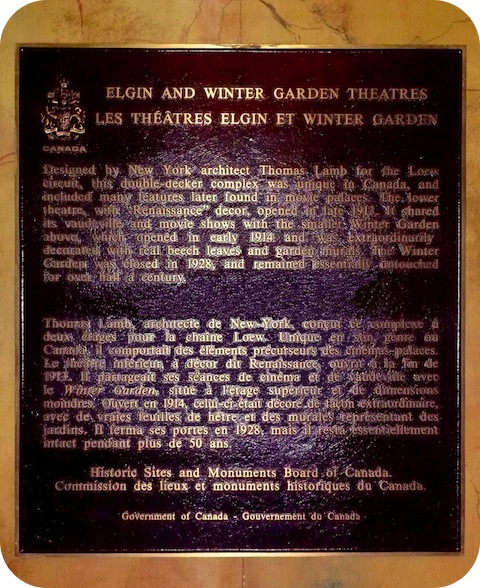 CANADA
ELGIN AND WINTER GARDEN THEATRES
LES THÉÂTRES ELGIN ET WINTER GARDEN
Designed by New York architect Thomas Lamb for the Loew
circuit, this double-decker complex was unique in Canada, and
included many features later found in movie palaces. The lower
theatre, with "Renaissance" decor, opened in late 1913. It shared
its vaudeville and movie shows with the smaller Winter Garden
above, which opened in early 1914 and was extraordinarily
decorated with real beech leaves and garden murals. The Winter
Garden was closed in 1928, and remained essentially untouched
for over half a century.
Thomas Lamb, architecte de New-York, conçut ce complexe à
deux étages pour la chaîne Loew. Unique en son genre au
Canada, il comportait des éléments précurseurs des cinémas-palaces.
Le théâtre inférieur, à décor dit Renaissance, ouvrit à la fin de
1913. Il partageait ses séances de cinéma et de vaudeville avec
le Winter Garden, situé à l'étage supérieur et de dimensions
moindres. Ouvert en 1914, celui-ci était décoré de façon extraordinaire,
avec de vraies feuilles de hêtre et des murales représentant des
jardins. Il ferma ses portes en 1928, mais il resta essentiellement
intact pendant plus de 50 ans.
Historic Sites and Monuments Board of Canada.
Commission des lieux et monuments historiques du Canada.
Government of Canada - Gouvernement du Canada